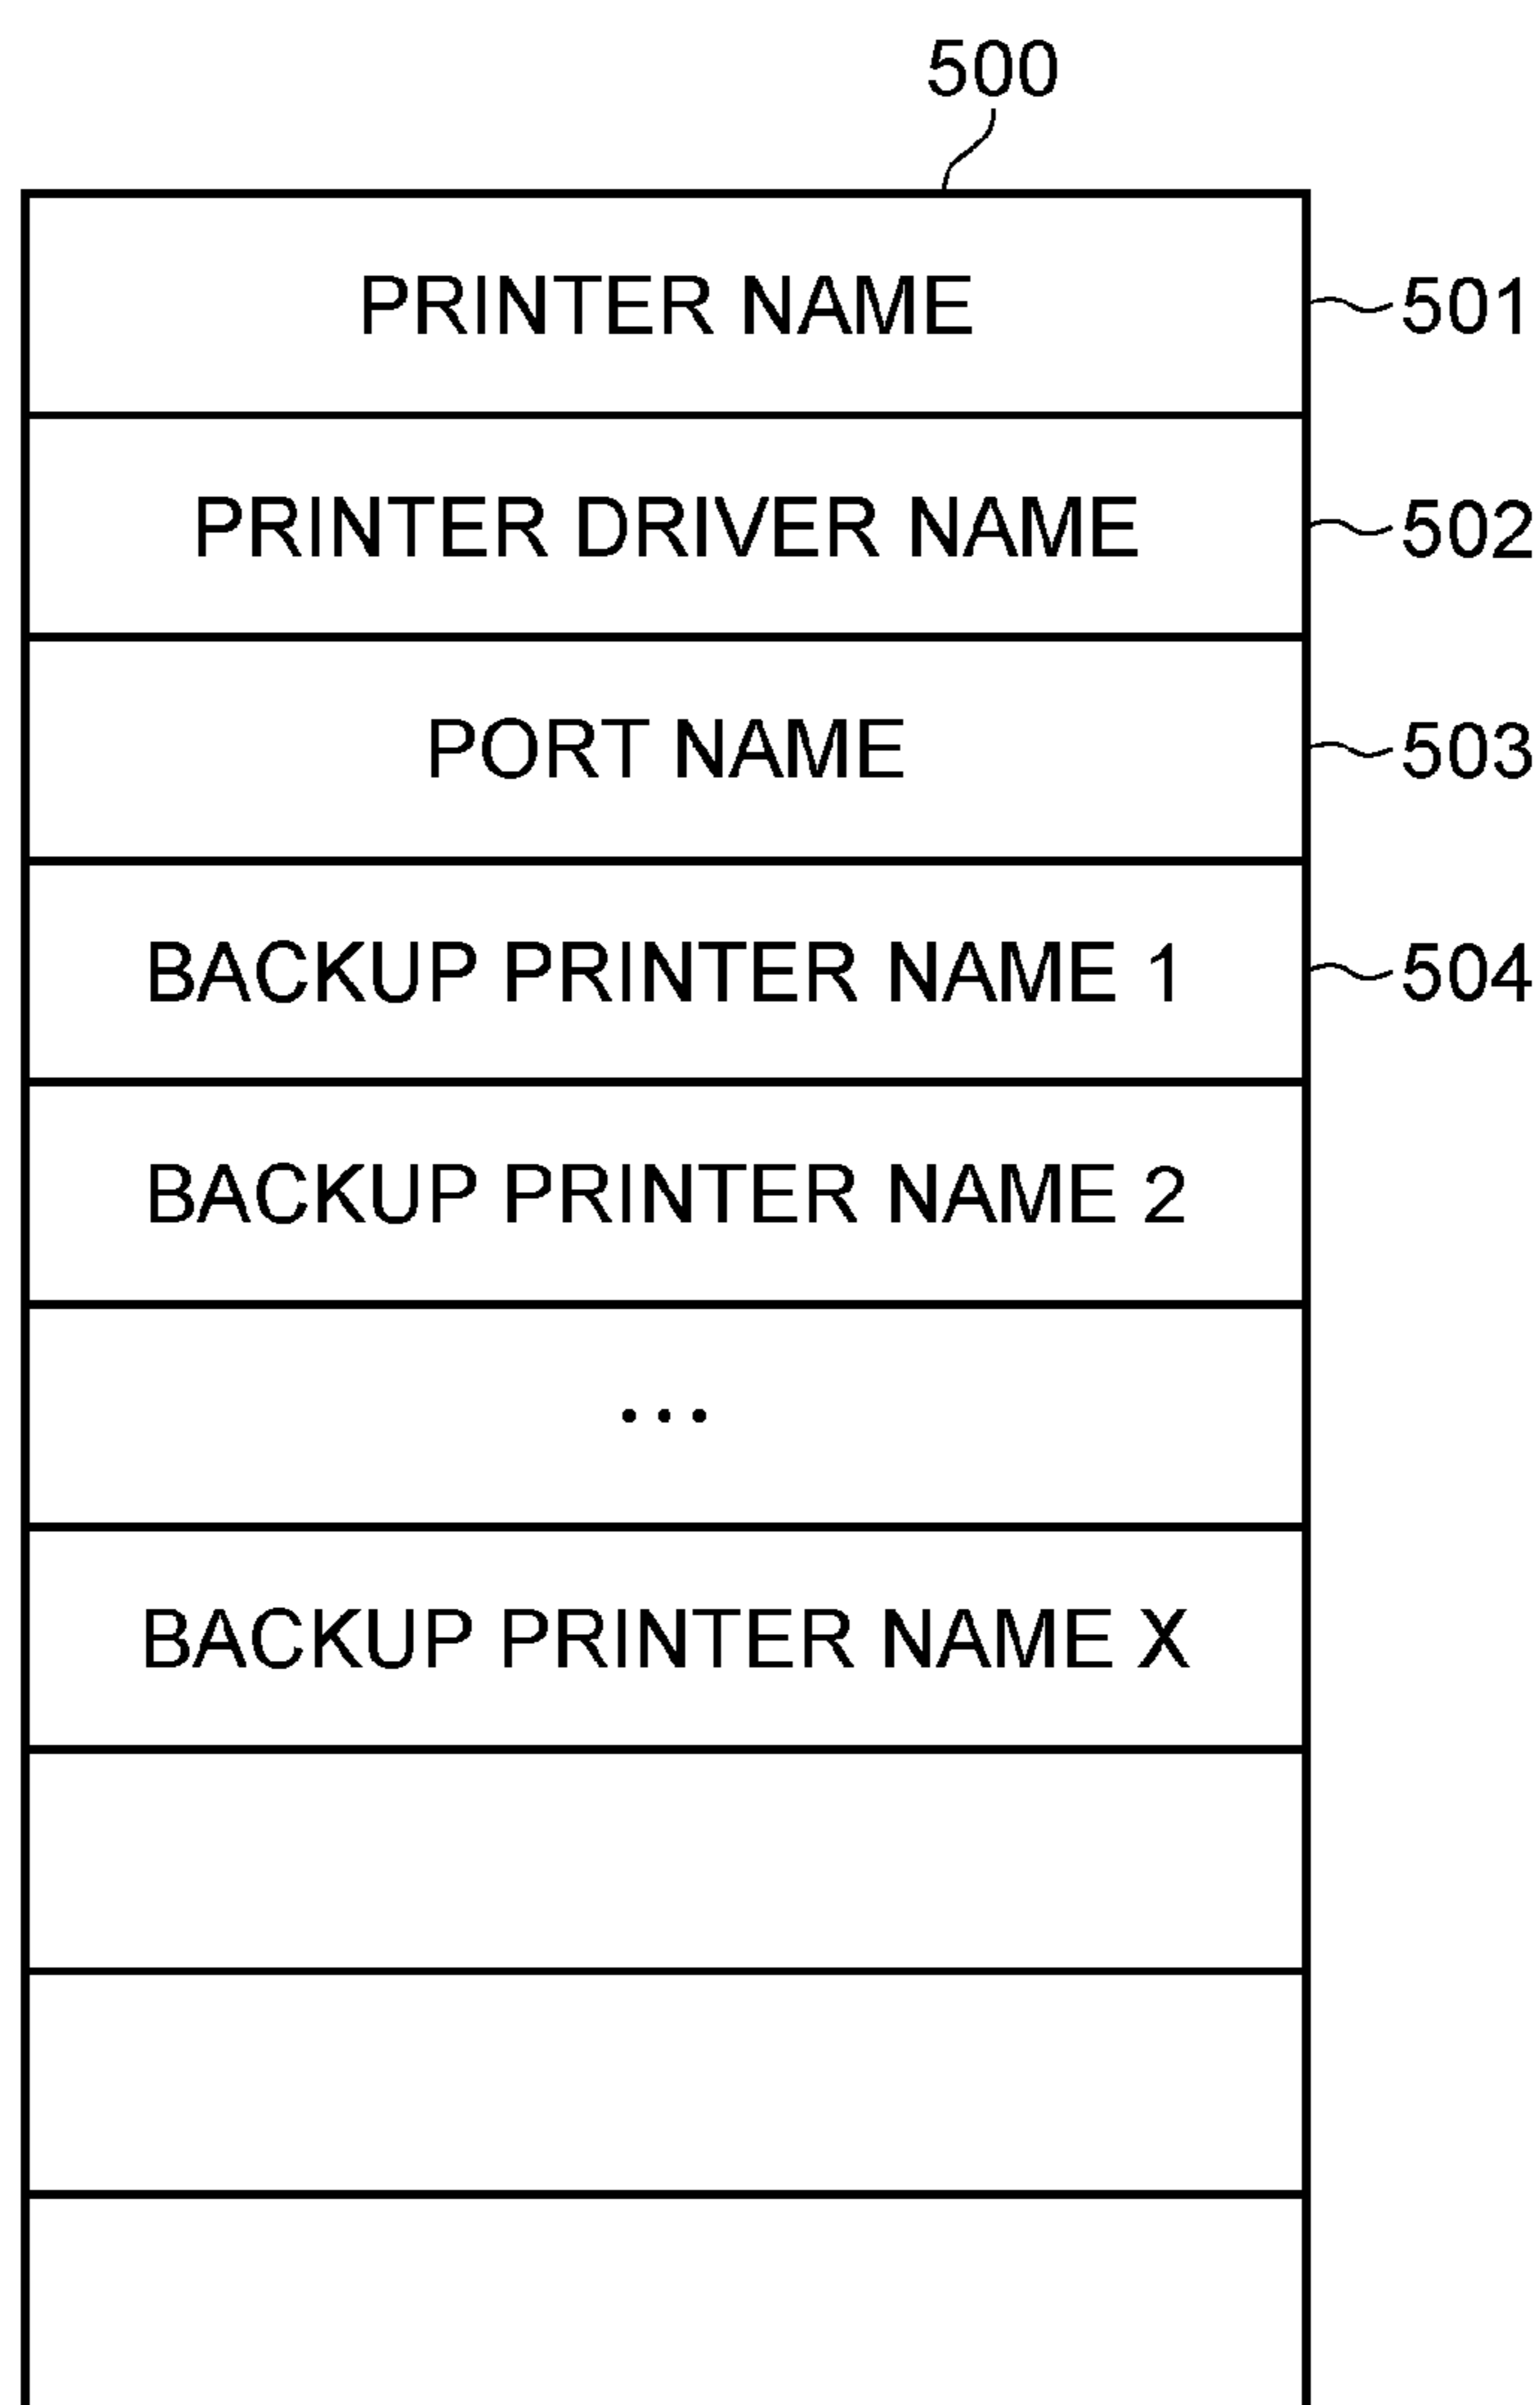 500
PRINTER NAME 501
PRINTER DRIVER NAME 502
PORT NAME 503
BACKUP PRINTER NAME 1 504
BACKUP PRINTER NAME 2
...
BACKUP PRINTER NAME X